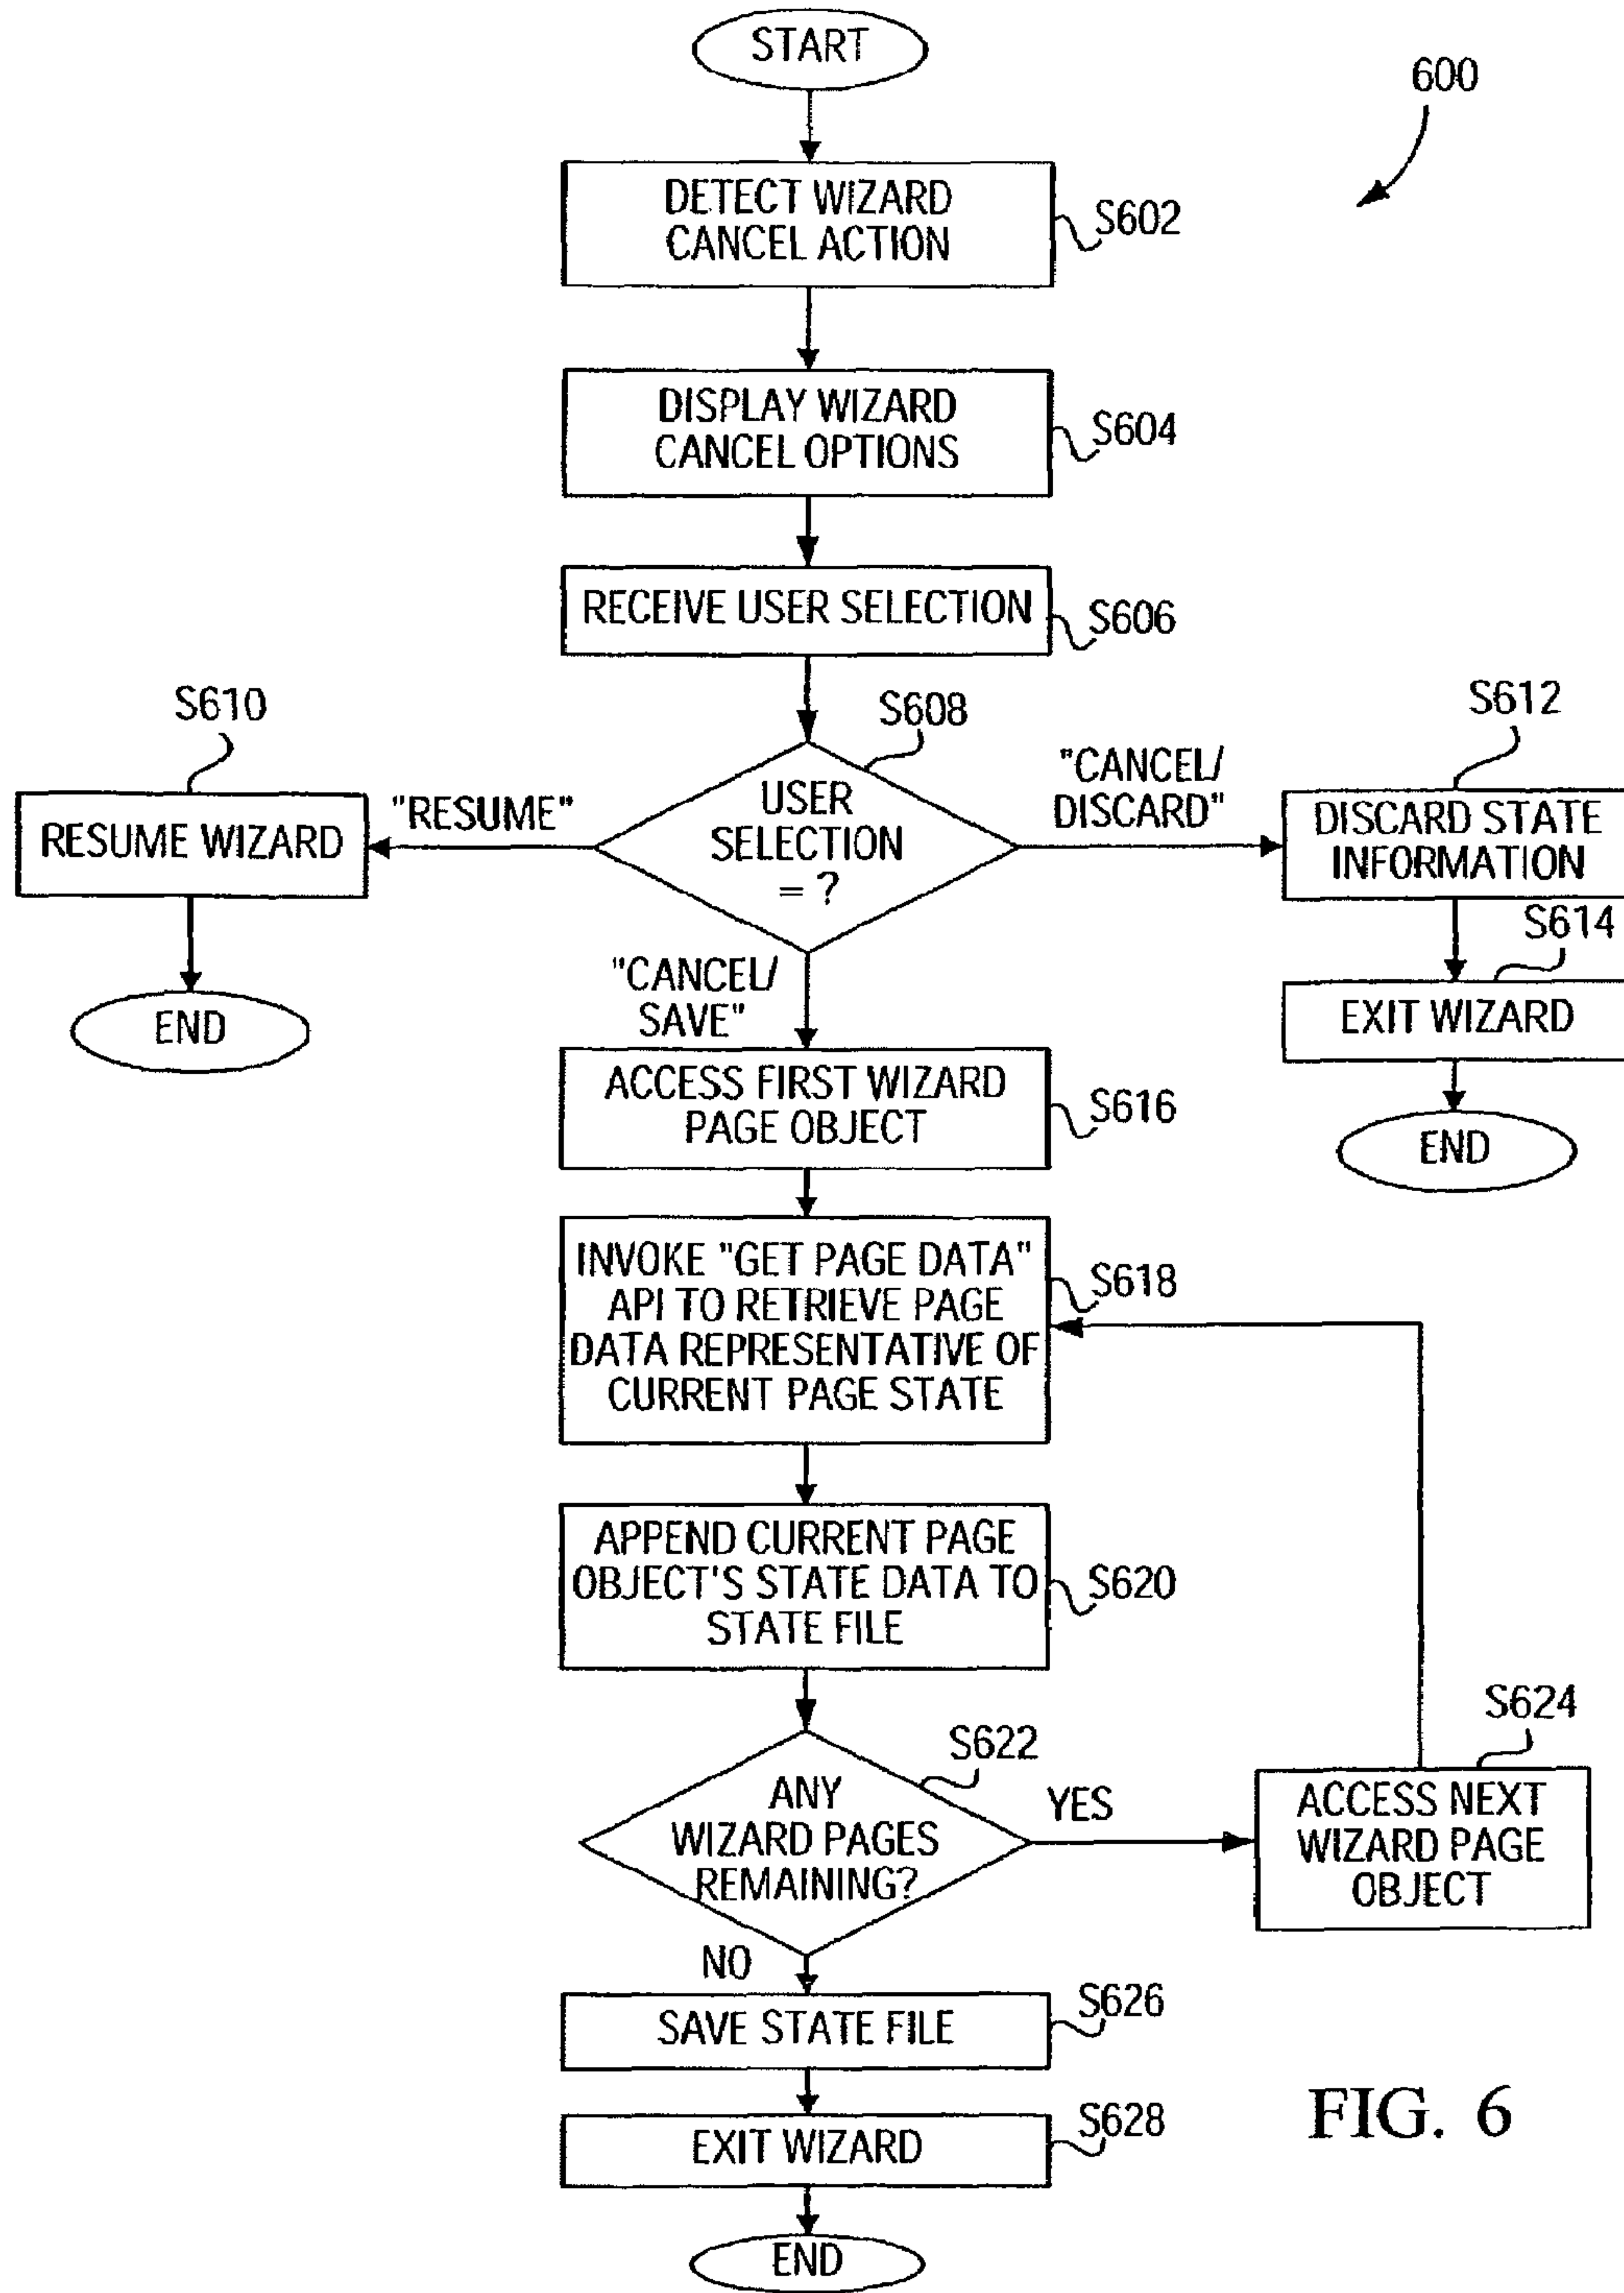 START
600
DETECT WIZARD
CANCEL ACTION
S602
DISPLAY WIZARD
CANCEL OPTIONS
S604
RECEIVE USER SELECTION
S606
S610
S608
S612
RESUME WIZARD
"RESUME"
USER
SELECTION
= ?
"CANCEL/
DISCARD"
DISCARD STATE
INFORMATION
S614
END
"CANCEL/
SAVE"
EXIT WIZARD
END
ACCESS FIRST WIZARD
PAGE OBJECT
S616
INVOKE "GET PAGE DATA"
API TO RETRIEVE PAGE
DATA REPRESENTATIVE OF
CURRENT PAGE STATE
S618
APPEND CURRENT PAGE
OBJECT'S STATE DATA TO
STATE FILE
S620
S622
S624
ANY
WIZARD PAGES
REMAINING?
YES
ACCESS NEXT
WIZARD PAGE
OBJECT
NO
SAVE STATE FILE
S626
EXIT WIZARD
S628
END
FIG. 6